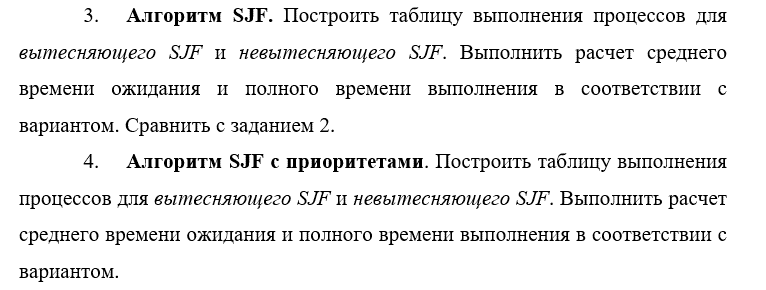 3. Алгоритм SJF. Построить таблицу выполнения процессов для
вытесняющего SJF и невытесняющего SJF. Выполнить расчет среднего
времени ожидания и полного времени выполнения в соответствии с
вариантом. Сравнить с заданием 2.
4. Алгоритм SJF с приоритетами. Построить таблицу выполнения
процессов для вытесняющего SJF и невытесняющего SJF. Выполнить расчет
среднего времени ожидания и полного времени выполнения в соответствии с
вариантом.